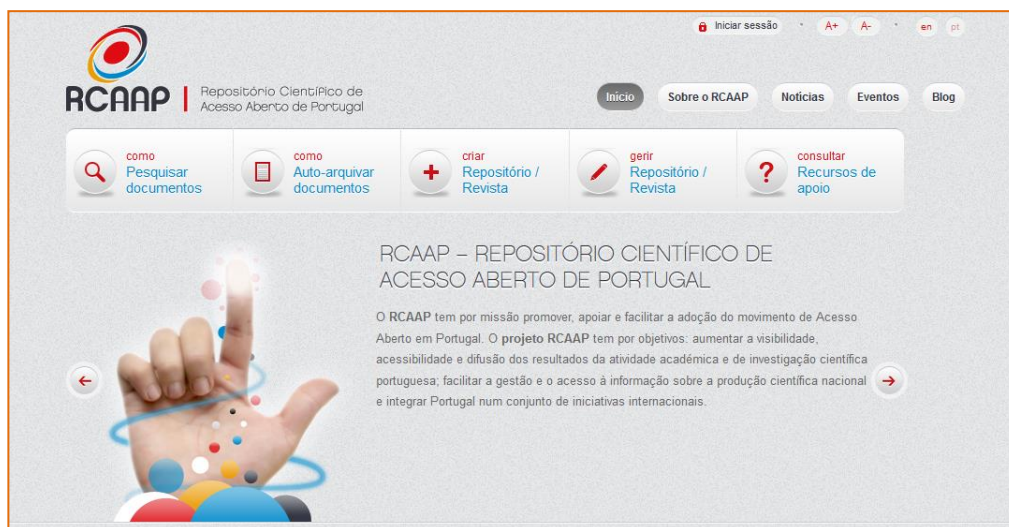 Iniciar sessão
A+
A-
en
pt
RCAAP
Repositório Científico de
Acesso Aberto de Portugal
Inicio
Sobre o RCAAP
Noticias
Eventos
Blog
como
Pesquisar
documentos
como
Auto-arquivar
documentos
criar
Repositório /
Revista
gerir
Repositório /
Revista
consultar
Recursos de
apoio
RCAAP – REPOSITÓRIO CIENTÍFICO DE
ACESSO ABERTO DE PORTUGAL
O RCAAP tem por missão promover, apoiar e facilitar a adoção do movimento de Acesso
Aberto em Portugal. O projeto RCAAP tem por objetivos: aumentar a visibilidade,
acessibilidade e difusão dos resultados da atividade académica e de investigação científica
portuguesa; facilitar a gestão e o acesso à informação sobre a produção científica nacional
e integrar Portugal num conjunto de iniciativas internacionais.